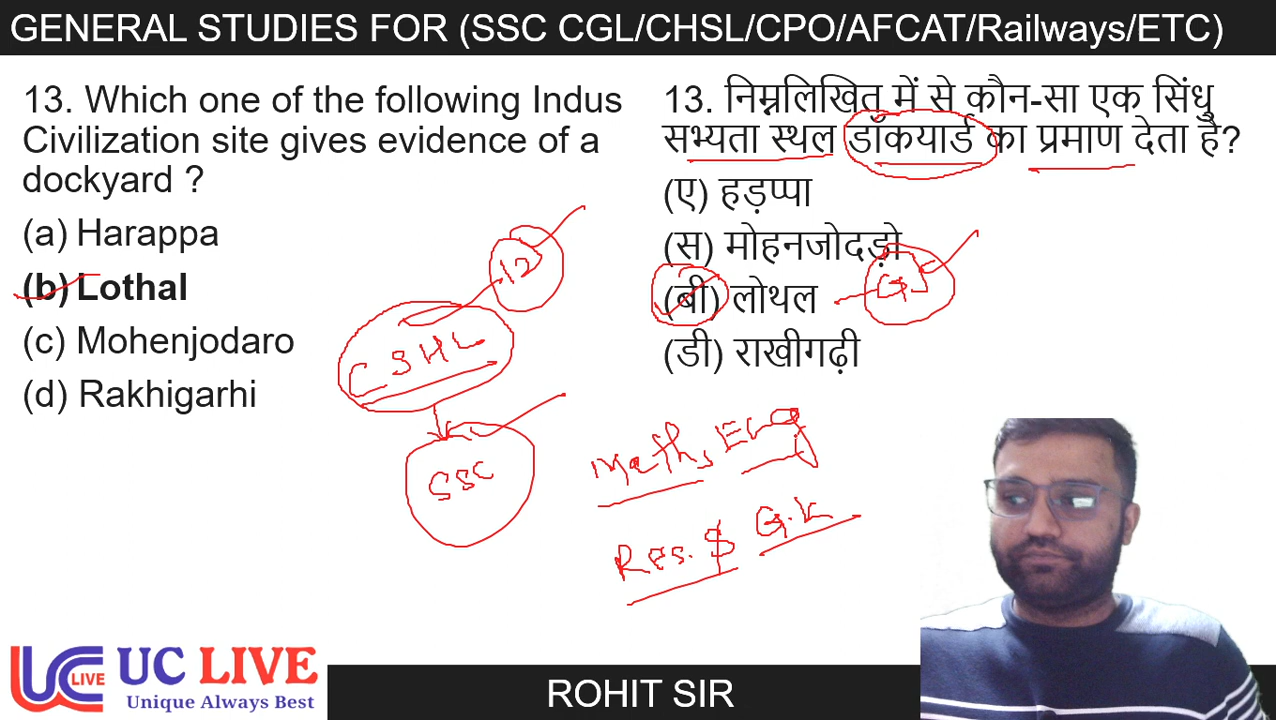 GENERAL STUDIES FOR (SSC CGL/CHSL/CPO/AFCAT/Railways/ETC)
13. Which one of the following Indus
Civilization site gives evidence of a
dockyard ?
(a) Harappa
(b) Lothal
(c) Mohenjodaro
(d) Rakhigarhi
13. निम्नलिखित में से कौन-सा एक सिंधु
सभ्यता स्थल डॉकयार्ड का प्रमाण देता है?
(ए) हड़प्पा
(स) मोहनजोदड़ो
(बी) लोथल
(डी) राखीगढ़ी
12
CSHL
SSC
GS
Math, Eng
Res. $ G.K
LIVE
UC LIVE
Unique Always Best
ROHIT SIR